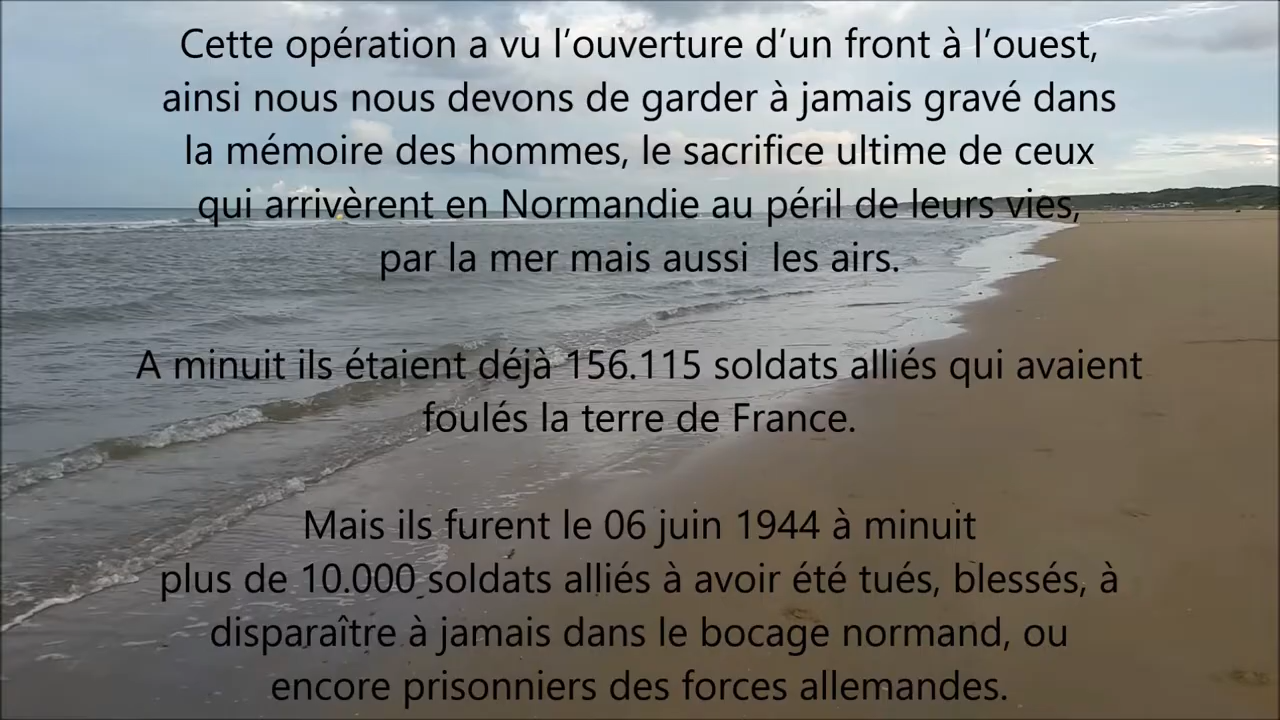 Cette opération a vu l’ouverture d’un front à l’ouest,
ainsi nous nous devons de garder à jamais gravé dans
la mémoire des hommes, le sacrifice ultime de ceux
qui arrivèrent en Normandie au péril de leurs vies,
par la mer mais aussi  les airs.
A minuit ils étaient déjà 156.115 soldats alliés qui avaient
foulés la terre de France.
Mais ils furent le 06 juin 1944 à minuit
plus de 10.000 soldats alliés à avoir été tués, blessés, à
disparaître à jamais dans le bocage normand, ou
encore prisonniers des forces allemandes.